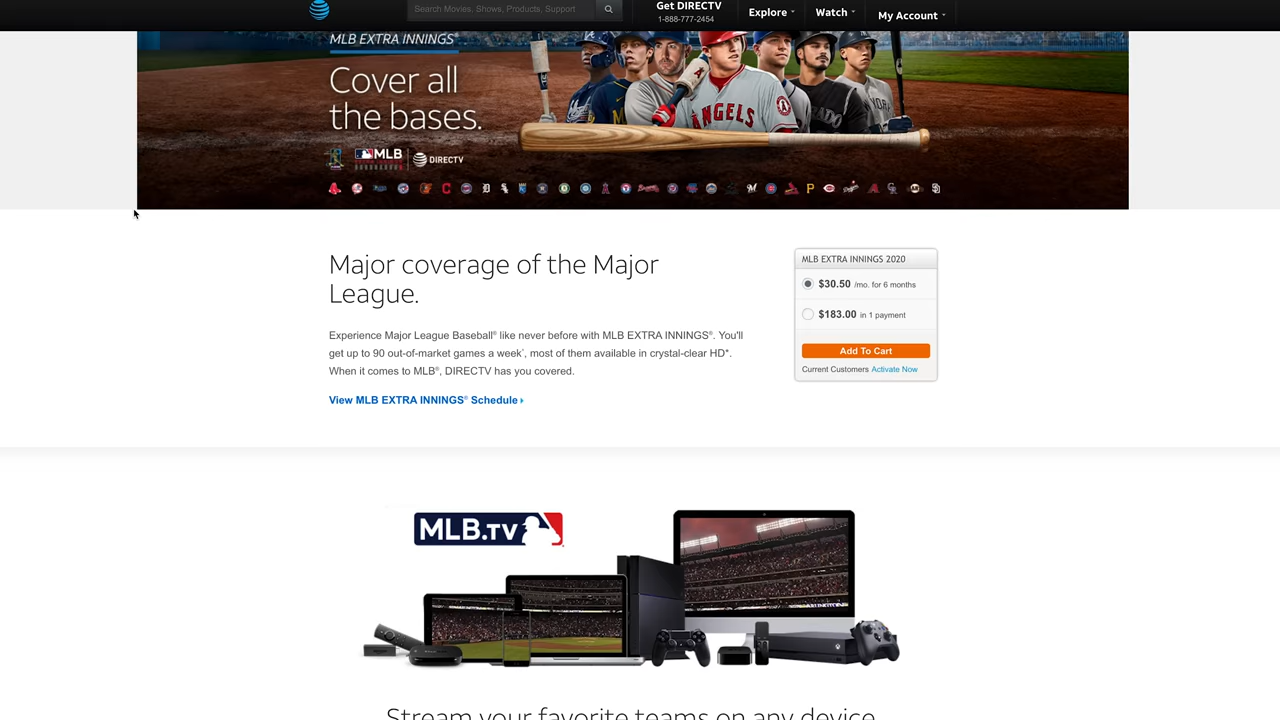 Search Movies, Shows, Products, Support
Get DIRECTV
1-888-777-2454
Explore
Watch
My Account
MLB EXTRA INNINGS
Cover all
the bases.
MLB
DIRECTV
ANGELS
Major coverage of the Major
League.
Experience Major League Baseball® like never before with MLB EXTRA INNINGS®. You'll
get up to 90 out-of-market games a week^, most of them available in crystal-clear HD*.
When it comes to MLB®, DIRECTV has you covered.
View MLB EXTRA INNINGS® Schedule
MLB EXTRA INNINGS 2020
$30.50 /mo. for 6 months
$183.00 in 1 payment
Add To Cart
Current Customers Activate Now
MLB.TV
Stream your favorite teams on any device